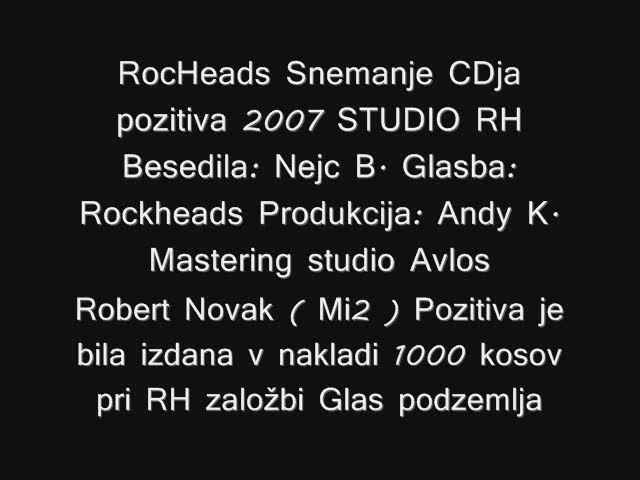 RocHeads Snemanje CDja
pozitiva 2007 STUDIO RH
Besedila: Nejc B. Glasba:
Rockheads Produkcija: Andy K.
Mastering studio Avlos
Robert Novak ( Mi2 ) Pozitiva je
bila izdana v nakladi 1000 kosov
pri RH založbi Glas podzemlja